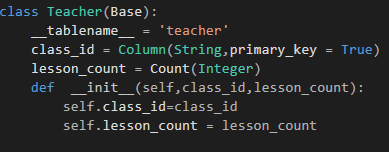 class Teacher(Base):
    __tablename__ = 'teacher'
    class_id = Column(String,primary_key = True)
    lesson_count = Count(Integer)
    def  __init__(self,class_id,lesson_count):
        self.class_id=class_id
        self.lesson_count = lesson_count